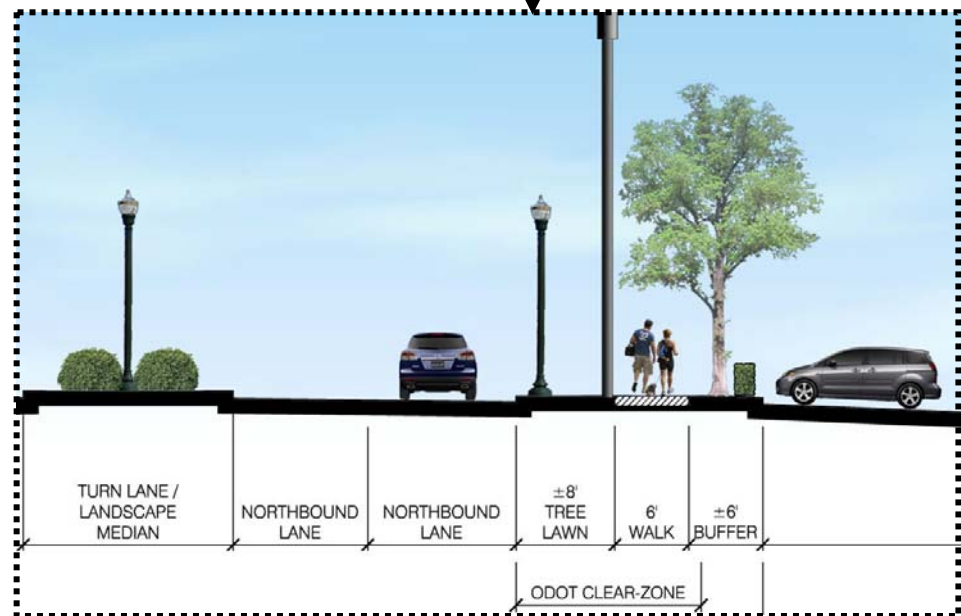 TURN LANE /
LANDSCAPE
MEDIAN
NORTHBOUND
LANE
NORTHBOUND
LANE
±8'
TREE
LAWN
6'
WALK
±6'
BUFFER
ODOT CLEAR-ZONE